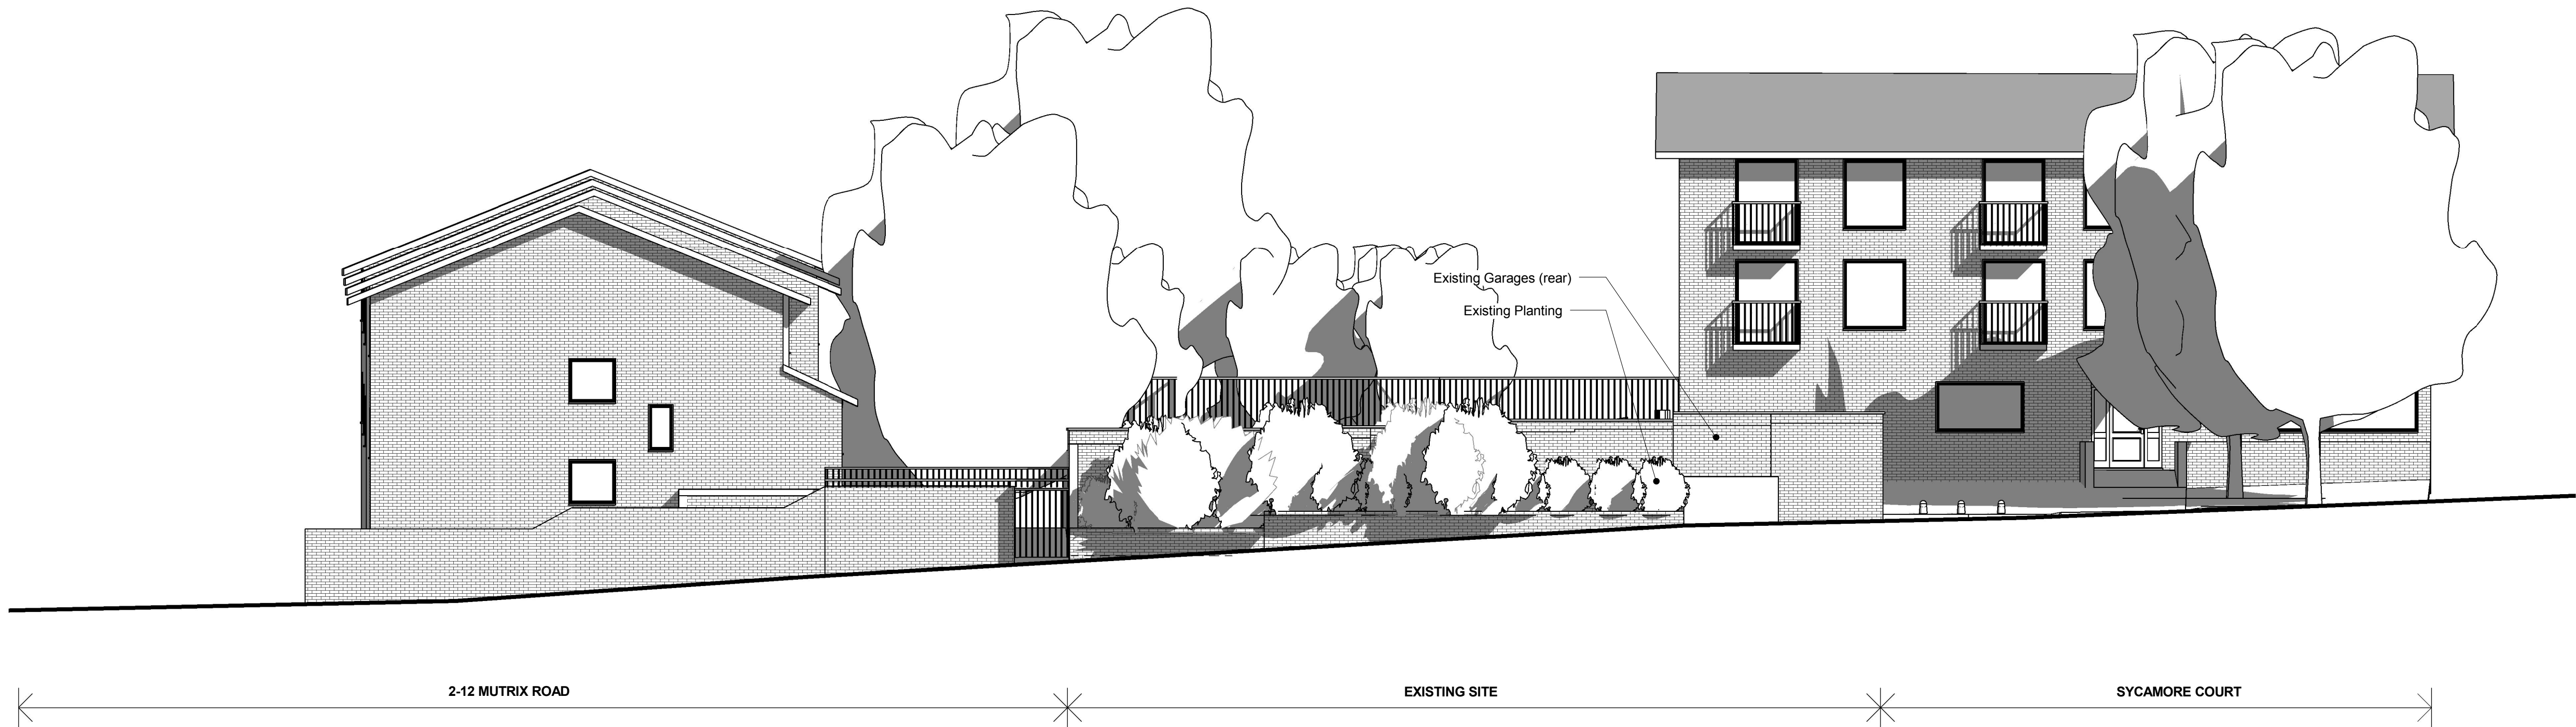 Existing Garages (rear)
Existing Planting
2-12 MUTRIX ROAD
EXISTING SITE
SYCAMORE COURT